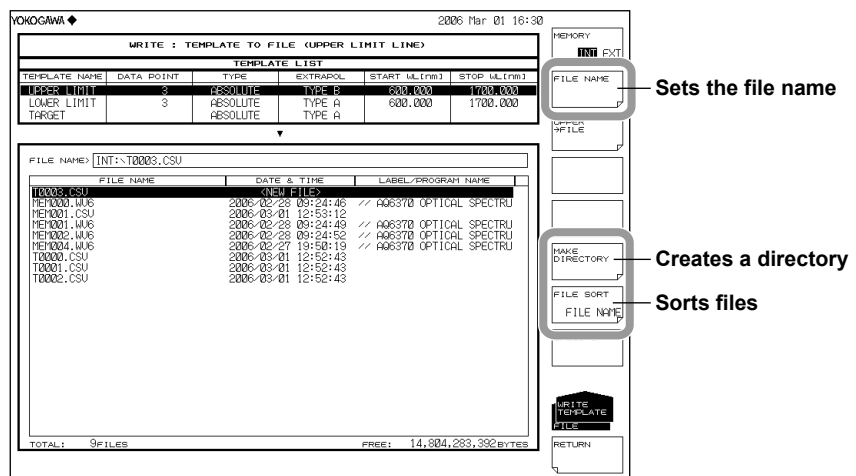 YOKOGAWA ◆ 2006 Mar 01 16:30
WRITE : TEMPLATE TO FILE (UPPER LIMIT LINE)
TEMPLATE LIST
TEMPLATE NAME DATA POINT TYPE EXTRAPOL START WL[nm] STOP WL[nm]
UPPER LIMIT 3 ABSOLUTE TYPE B 600.000 1700.000
LOWER LIMIT 3 ABSOLUTE TYPE A 600.000 1700.000
TARGET ABSOLUTE TYPE A
▼
FILE NAME> INT:\T0003.CSV
FILE NAME DATE & TIME LABEL/PROGRAM NAME
T0003.CSV <NEW FILE>
MEM000.WV6 2006/02/28 09:24:46 // AQ6370 OPTICAL SPECTRU
MEM001.CSV 2006/03/01 12:53:12
MEM001.WV6 2006/02/28 09:24:49 // AQ6370 OPTICAL SPECTRU
MEM002.WV6 2006/02/28 09:24:52 // AQ6370 OPTICAL SPECTRU
MEM004.WV6 2006/02/27 19:50:19 // AQ6370 OPTICAL SPECTRU
T0000.CSV 2006/03/01 12:52:43
T0001.CSV 2006/03/01 12:52:43
T0002.CSV 2006/03/01 12:52:43
TOTAL: 9FILES FREE: 14,804,283,392BYTES
MEMORY
INT EXT
FILE NAME
UPPER
→FILE
MAKE
DIRECTORY
FILE SORT
FILE NAME
WRITE
TEMPLATE
FILE
RETURN
Sets the file name
Creates a directory
Sorts files